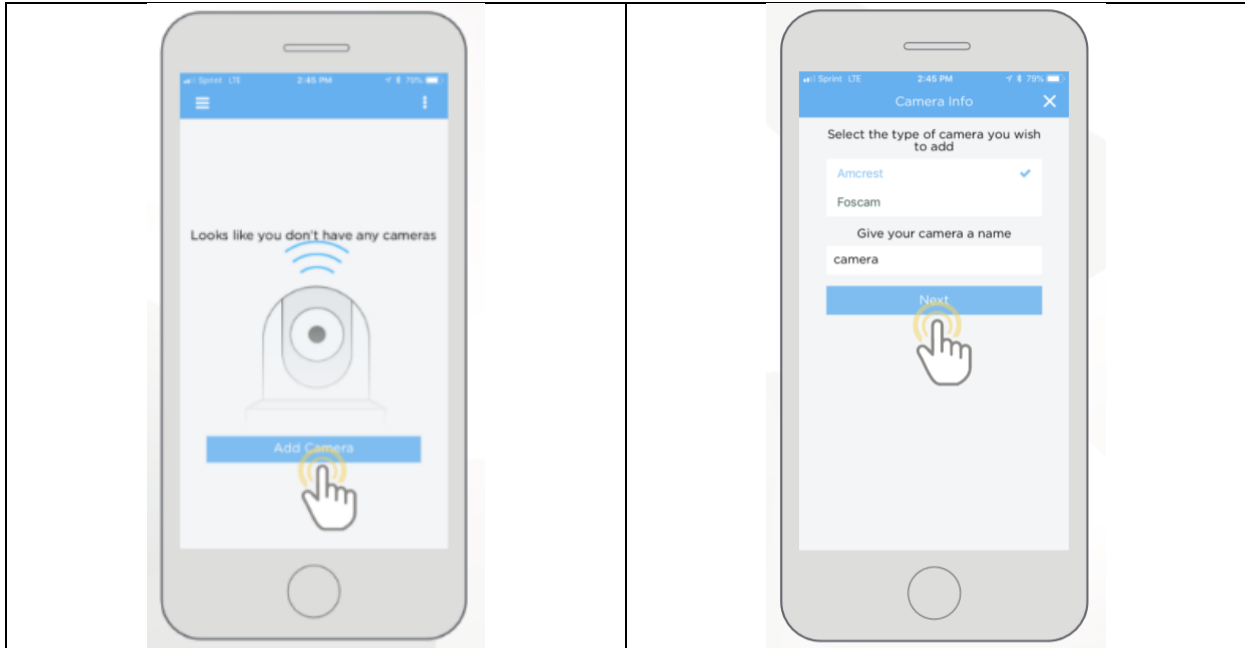 Sprint LTE 2:45 PM 79%
Looks like you don't have any cameras
Add Camera
Sprint LTE 2:45 PM 79%
Camera Info
Select the type of camera you wish
to add
Amcrest
Foscam
Give your camera a name
camera
Next